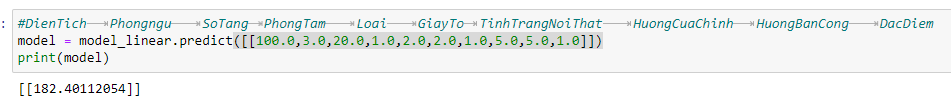 #DienTich Phongngu SoTang PhongTam Loai GiayTo TinhTrangNoiThat HuongCuaChinh HuongBanCong DacDiem
: model = model_linear.predict([[100.0,3.0,20.0,1.0,2.0,2.0,1.0,5.0,5.0,1.0]])
print(model)
[[182.40112054]]